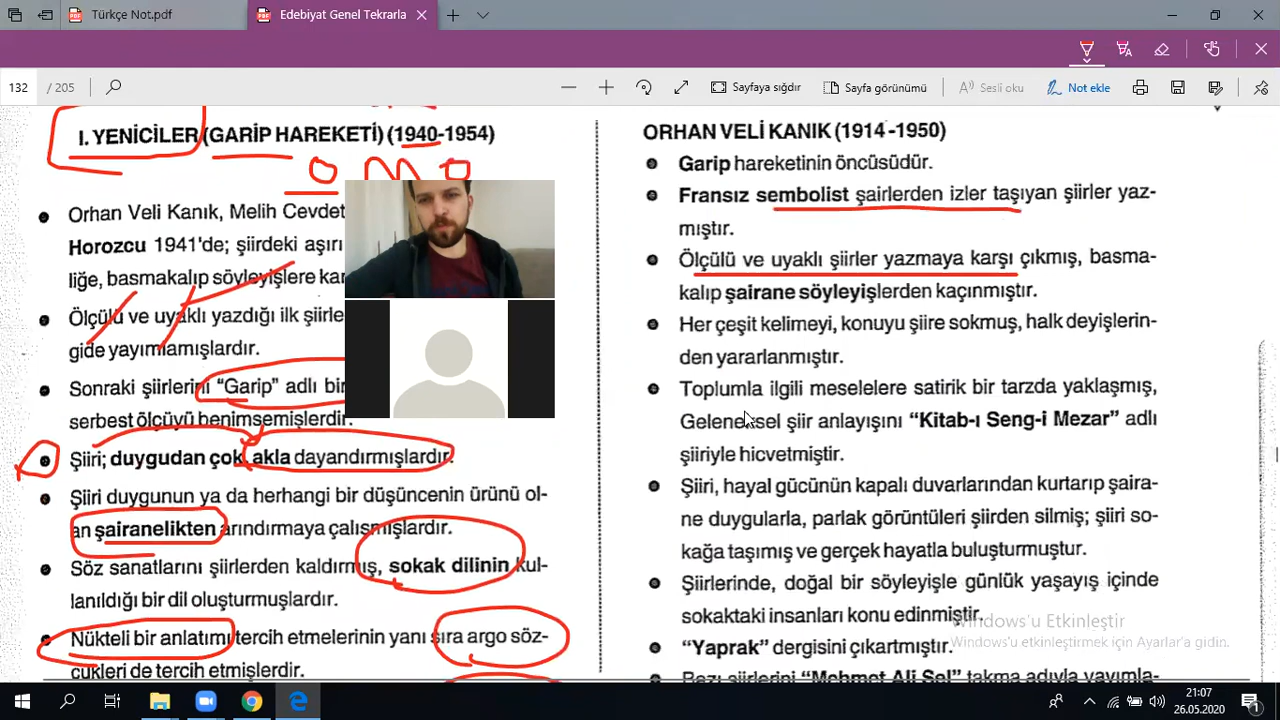 Türkçe Not.pdf
Edebiyat Genel Tekrarla
132 / 205
Sayfaya sığdır
Sayfa görünümü
Sesli oku
Not ekle
I. YENİCİLER (GARİP HAREKETİ) (1940-1954)
O M O
Orhan Veli Kanık, Melih Cevdet
Horozcu 1941'de; şiirdeki aşırı
liğe, basmakalıp söyleyişlere kar
Ölçülü ve uyaklı yazdığı ilk şiirle
gide yayımlamışlardır.
Sonraki şiirlerini "Garip" adlı bir
serbest ölçüyü benimsemişlerdir.
Şiiri; duygudan çok akla dayandırmışlardır.
Şiiri duygunun ya da herhangi bir düşüncenin ürünü ol-
an şairanelikten arındırmaya çalışmışlardır.
Söz sanatlarını şiirlerden kaldırmış, sokak dilinin kul-
lanıldığı bir dil oluşturmuşlardır.
Nükteli bir anlatımı tercih etmelerinin yanı sıra argo söz-
cükleri de tercih etmişlerdir.
ORHAN VELİ KANIK (1914-1950)
Garip hareketinin öncüsüdür.
Fransız sembolist şairlerden izler taşıyan şiirler yaz-
mıştır.
Ölçülü ve uyaklı şiirler yazmaya karşı çıkmış, basma-
kalıp şairane söyleyişlerden kaçınmıştır.
Her çeşit kelimeyi, konuyu şiire sokmuş, halk deyişlerin-
den yararlanmıştır.
Toplumla ilgili meselelere satirik bir tarzda yaklaşmış,
Geleneksel şiir anlayışını "Kitab-ı Seng-i Mezar" adlı
şiiriyle hicvetmiştir.
Şiiri, hayal gücünün kapalı duvarlarından kurtarıp şaira-
ne duygularla, parlak görüntüleri şiirden silmiş; şiiri so-
kağa taşımış ve gerçek hayatla buluşturmuştur.
Şiirlerinde, doğal bir söyleyişle günlük yaşayış içinde
sokaktaki insanları konu edinmiştir.
"Yaprak" dergisini çıkartmıştır.
Bazı şiirlerini "Mehmet Ali Sel" takma adıyla yayımla-
Windows'u Etkinleştir
Windows'u etkinleştirmek için Ayarlar'a gidin.
21:07
26.05.2020
1